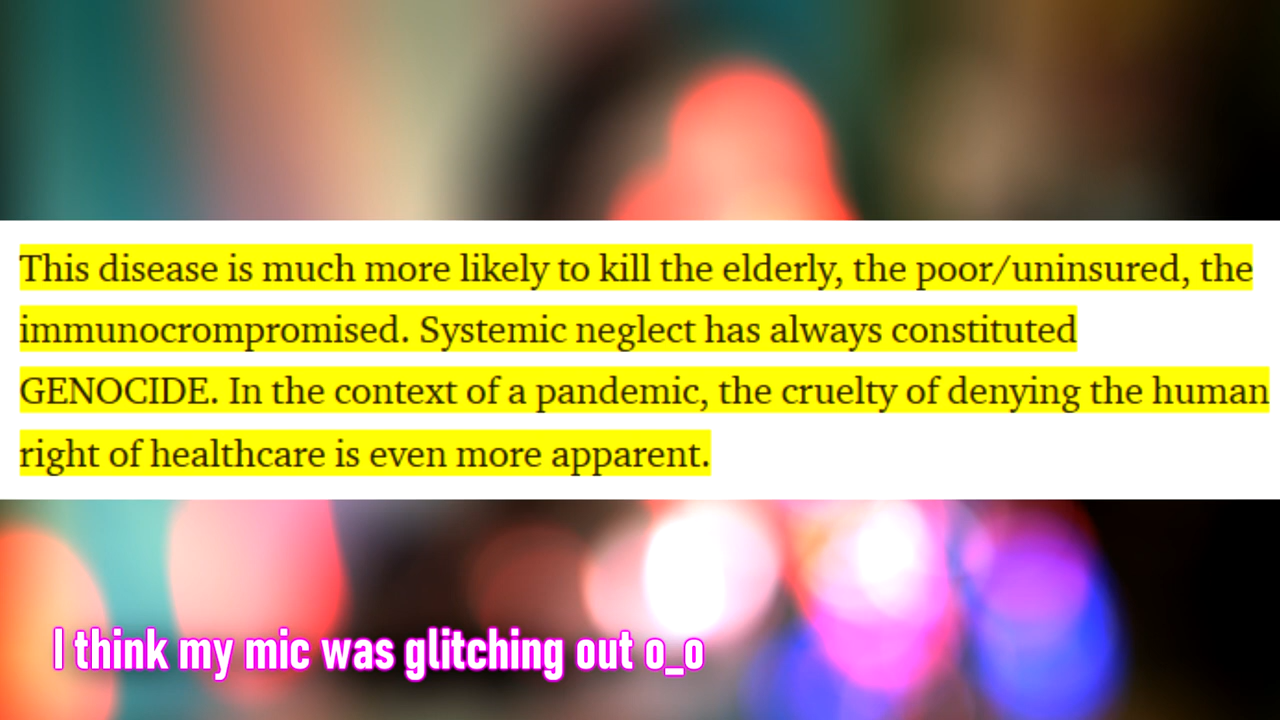 This disease is much more likely to kill the elderly, the poor/uninsured, the
immunocrompromised. Systemic neglect has always constituted
GENOCIDE. In the context of a pandemic, the cruelty of denying the human
right of healthcare is even more apparent.
I think my mic was glitching out o_o